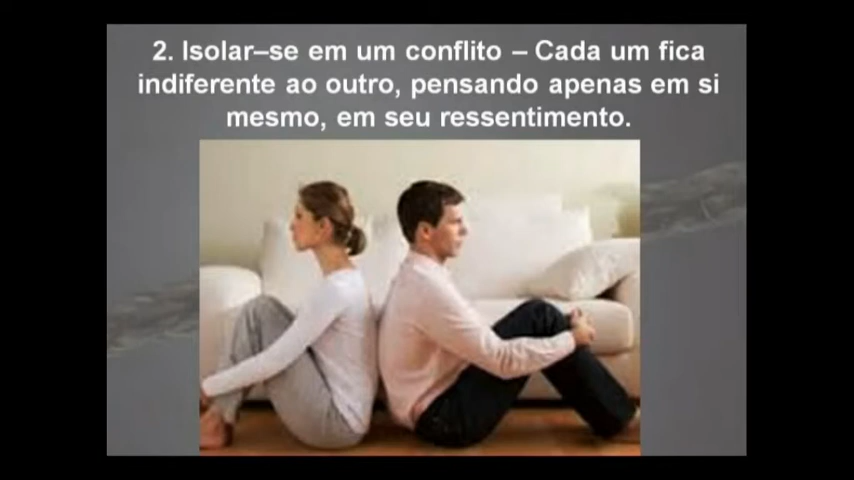 2. Isolar–se em um conflito – Cada um fica
indiferente ao outro, pensando apenas em si
mesmo, em seu ressentimento.